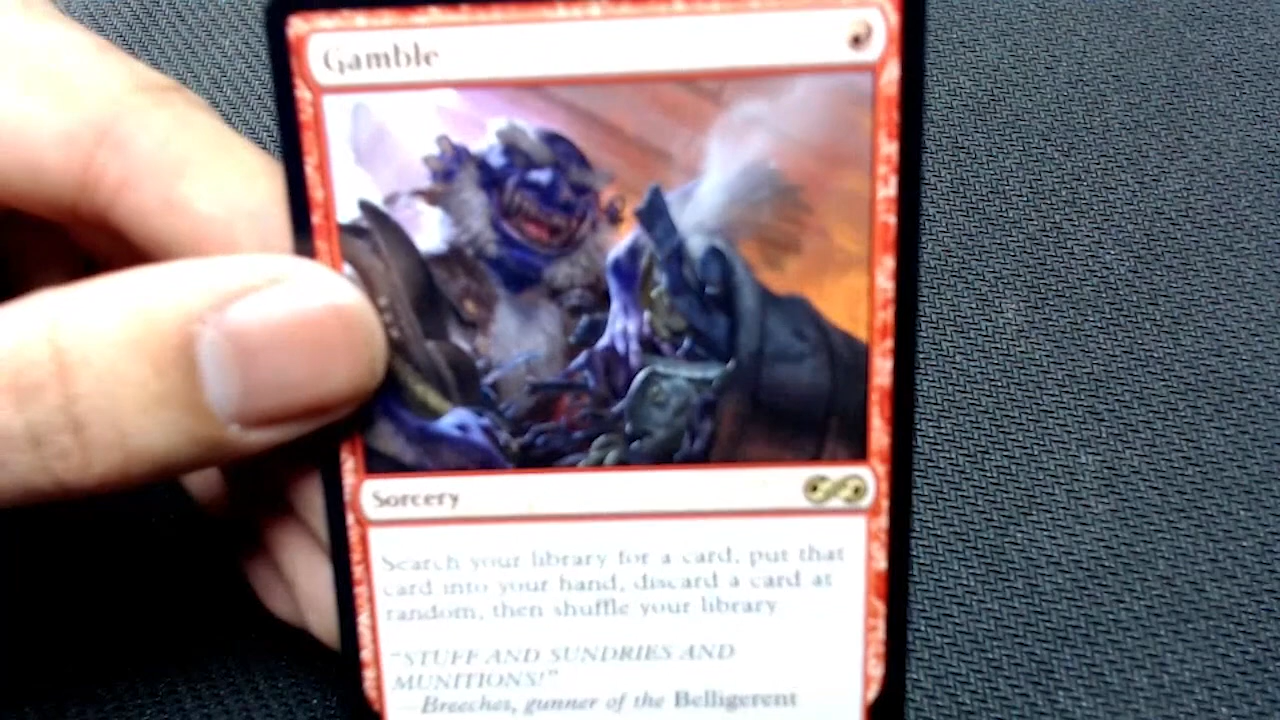 Gamble
Sorcery
Search your library for a card, put that
card into your hand, discard a card at
random, then shuffle your library.
"STUFF AND SUNDRIES AND
MUNITIONS!"
—Breeches, gunner of the Belligerent